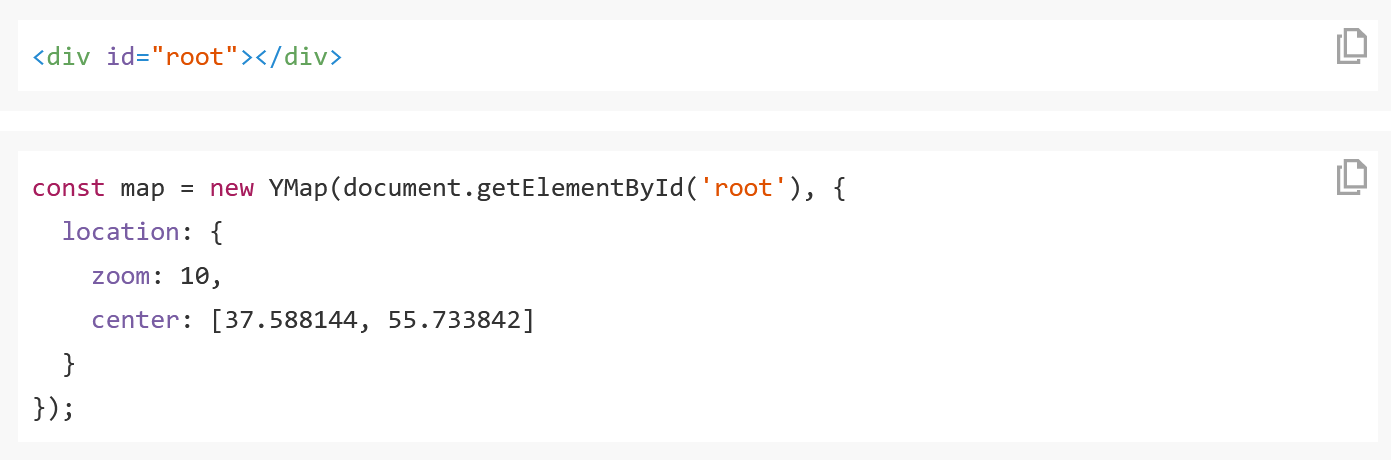 <div id="root"></div>
const map = new YMap(document.getElementById('root'), {
  location: {
    zoom: 10,
    center: [37.588144, 55.733842]
  }
});